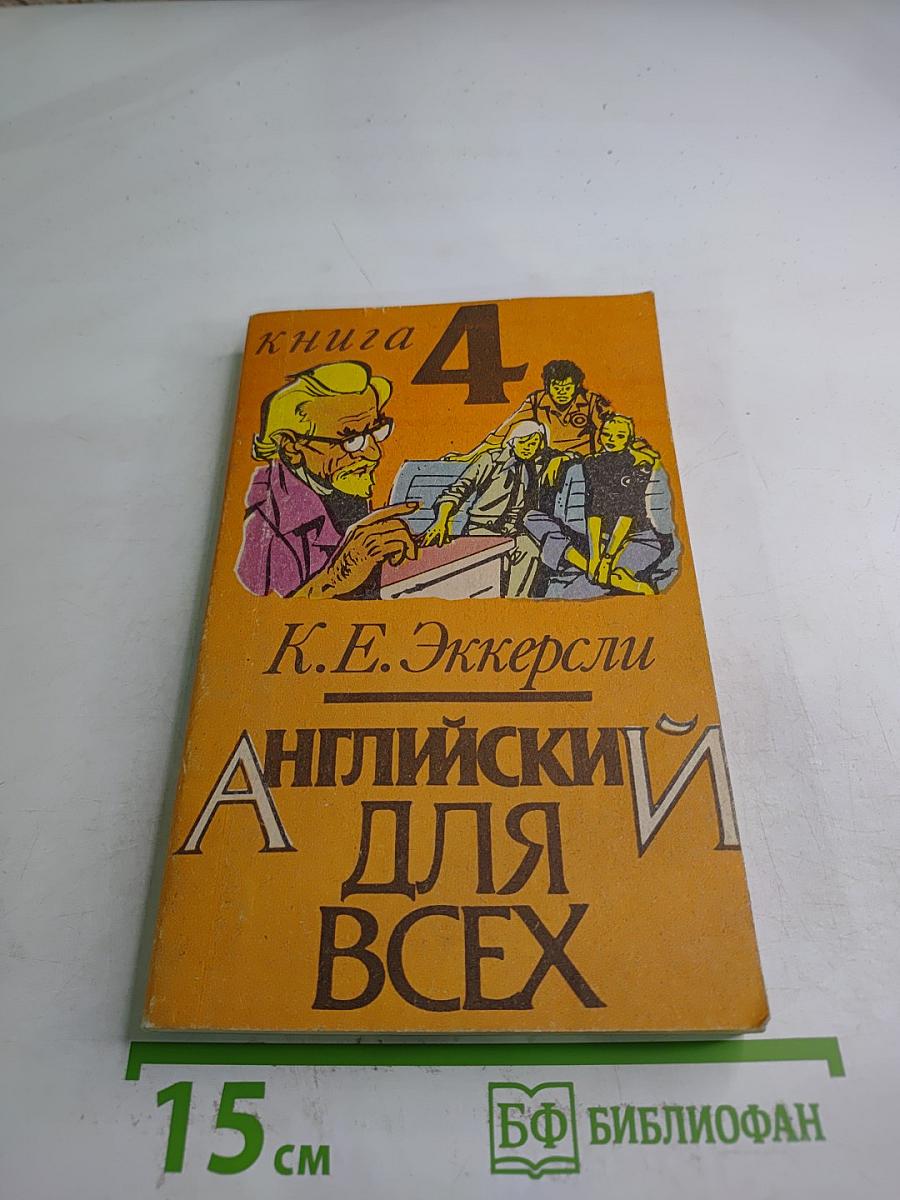 книга 4
К.Е.Эккерсли
АНГЛИЙСКИЙ
ДЛЯ
ВСЕХ
15 см
БФ БИБЛИОФАН